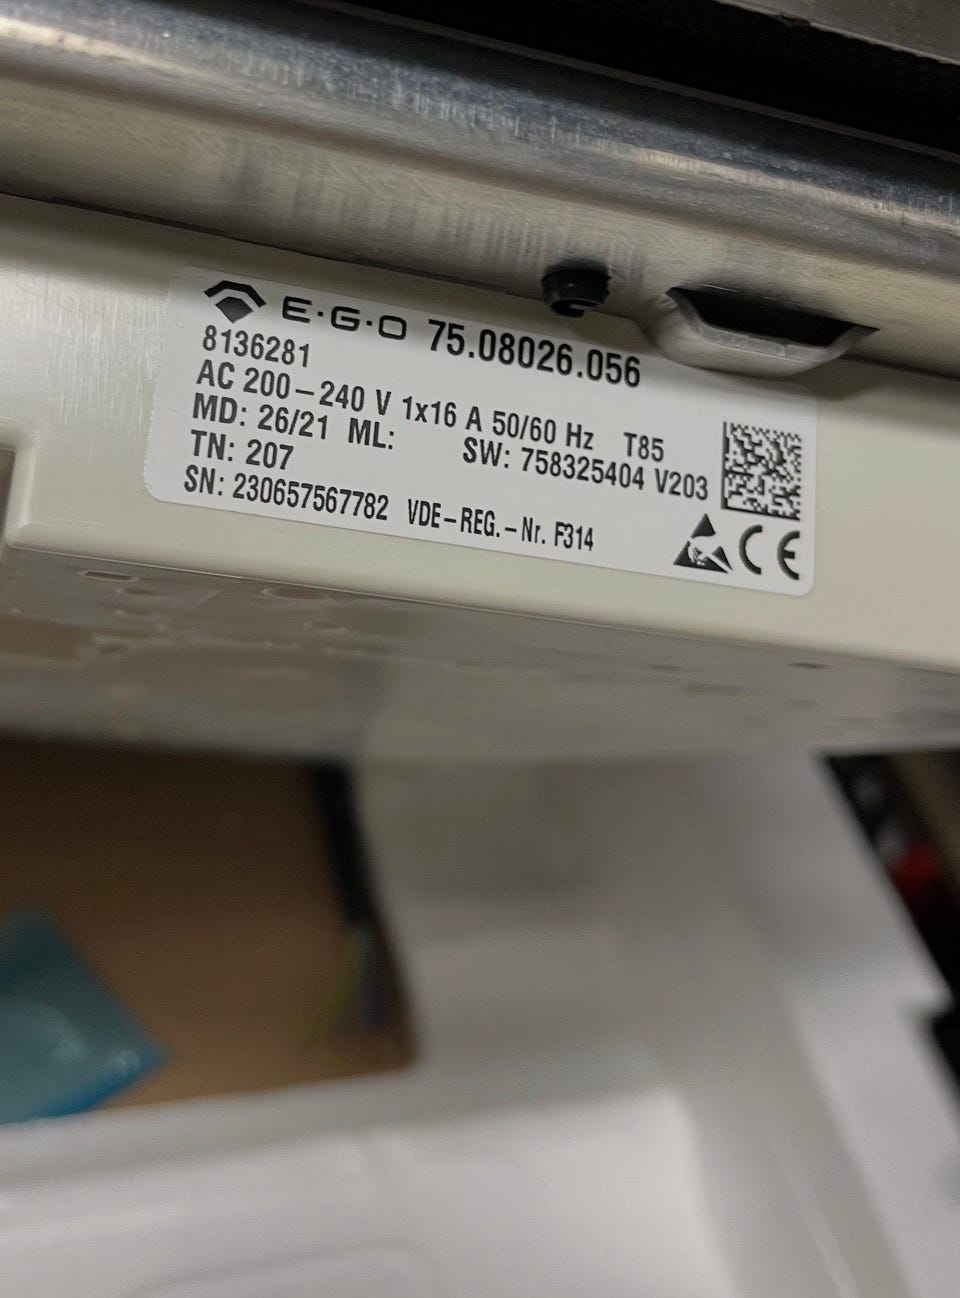 E·G·O 75.08026.056
8136281
AC 200-240 V 1x16 A 50/60 Hz T85
MD: 26/21 ML: SW: 758325404 V203
TN: 207
SN: 230657567782 VDE-REG.-Nr. F314
CE